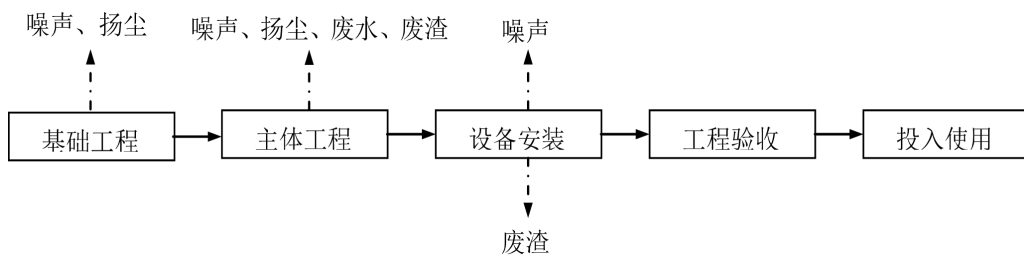 噪声、扬尘
噪声、扬尘、废水、废渣
噪声
基础工程
主体工程
设备安装
工程验收
投入使用
废渣